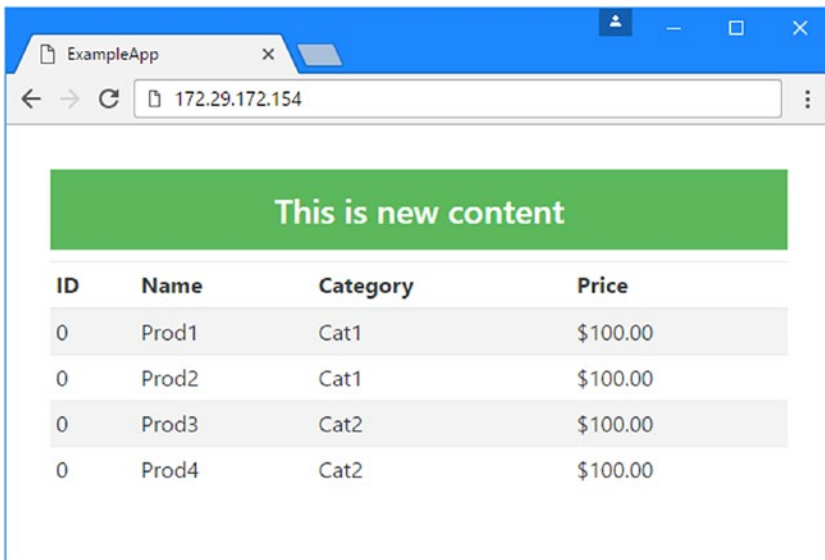 ExampleApp
172.29.172.154
This is new content
ID Name Category Price
0 Prod1 Cat1 $100.00
0 Prod2 Cat1 $100.00
0 Prod3 Cat2 $100.00
0 Prod4 Cat2 $100.00